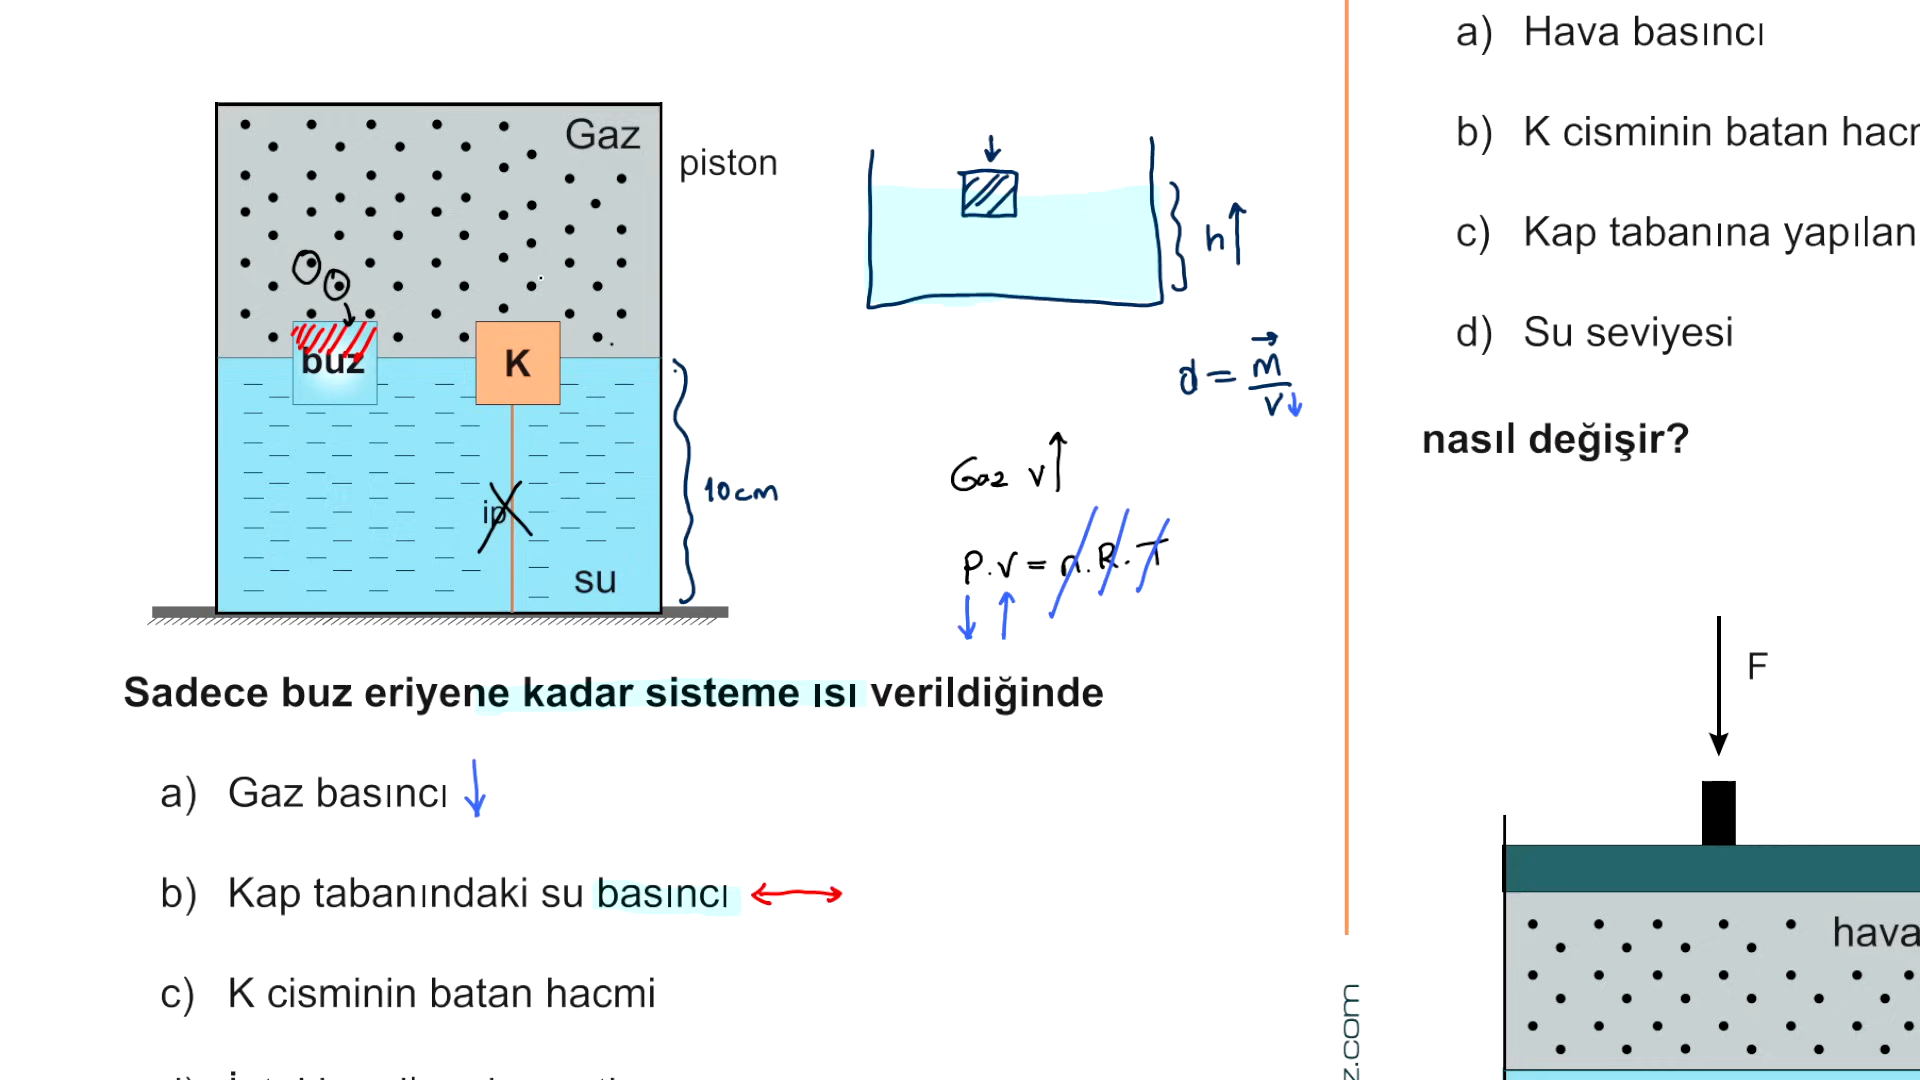 Gaz
piston
buz
K
ip
su
10cm
h
d = m
v
Gaz v
P.V = n.R.T
Sadece buz eriyene kadar sisteme ısı verildiğinde
a) Gaz basıncı
b) Kap tabanındaki su basıncı
c) K cisminin batan hacmi
a) Hava basıncı
b) K cisminin batan
c) Kap tabanına yapılan
d) Su seviyesi
nasıl değişir?
F
hava
z.com